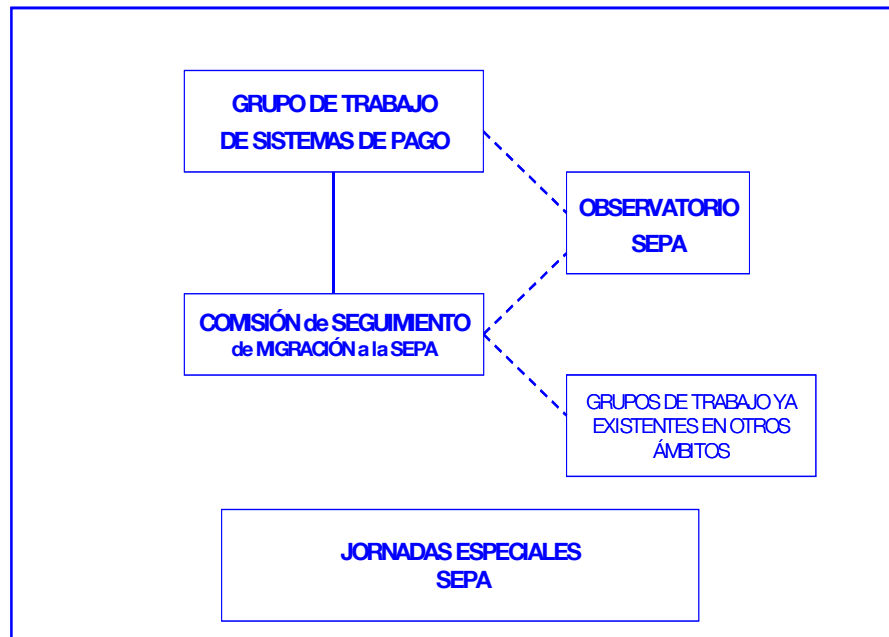 GRUPO DE TRABAJO
DE SISTEMAS DE PAGO
OBSERVATORIO
SEPA
COMISIÓN de SEGUIMIENTO
de MIGRACIÓN a la SEPA
GRUPOS DE TRABAJO YA
EXISTENTES EN OTROS
ÁMBITOS
JORNADAS ESPECIALES
SEPA